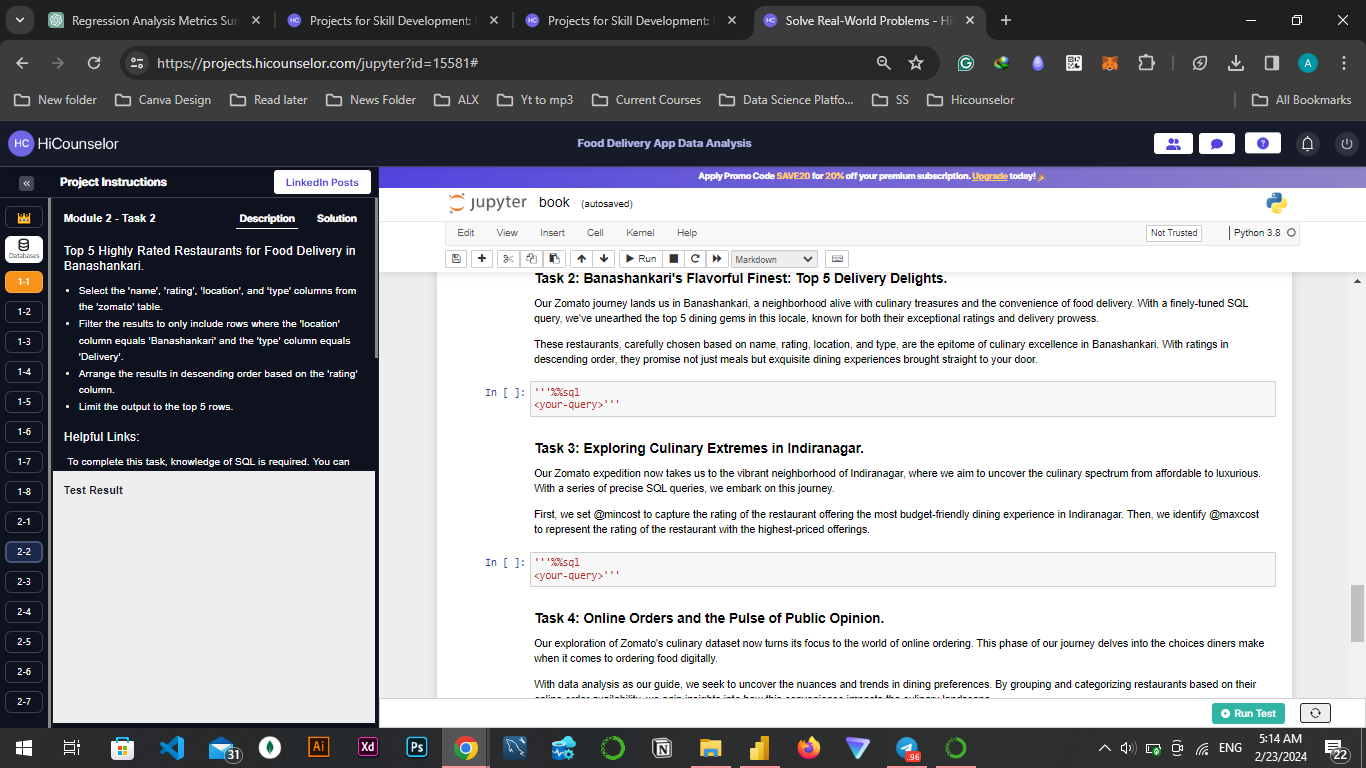 Regression Analysis Metrics Sum
Projects for Skill Development:
Projects for Skill Development:
Solve Real-World Problems - Hi
https://projects.hicounselor.com/jupyter?id=15581#
A
New folder
Canva Design
Read later
News Folder
ALX
Yt to mp3
Current Courses
Data Science Platfo...
SS
Hicounselor
All Bookmarks
HC HiCounselor
Food Delivery App Data Analysis
Project Instructions
LinkedIn Posts
Apply Promo Code SAVE20 for 20% off your premium subscription. Upgrade today!
Databases
1-1
1-2
1-3
1-4
1-5
1-6
1-7
1-8
2-1
2-2
2-3
2-4
2-5
2-6
2-7
Module 2 - Task 2
Description
Solution
Top 5 Highly Rated Restaurants for Food Delivery in
Banashankari.
Select the 'name', 'rating', 'location', and 'type' columns from
the 'zomato' table.
Filter the results to only include rows where the 'location'
column equals 'Banashankari' and the 'type' column equals
'Delivery'.
Arrange the results in descending order based on the 'rating'
column.
Limit the output to the top 5 rows.
Helpful Links:
To complete this task, knowledge of SQL is required. You can
Test Result
jupyter book (autosaved)
Edit
View
Insert
Cell
Kernel
Help
Not Trusted
Python 3.8
Run
Markdown
Task 2: Banashankari's Flavorful Finest: Top 5 Delivery Delights.
Our Zomato journey lands us in Banashankari, a neighborhood alive with culinary treasures and the convenience of food delivery. With a finely-tuned SQL
query, we've unearthed the top 5 dining gems in this locale, known for both their exceptional ratings and delivery prowess.
These restaurants, carefully chosen based on name, rating, location, and type, are the epitome of culinary excellence in Banashankari. With ratings in
descending order, they promise not just meals but exquisite dining experiences brought straight to your door.
In [ ]:
'''%%sql
<your-query>'''
Task 3: Exploring Culinary Extremes in Indiranagar.
Our Zomato expedition now takes us to the vibrant neighborhood of Indiranagar, where we aim to uncover the culinary spectrum from affordable to luxurious.
With a series of precise SQL queries, we embark on this journey.
First, we set @mincost to capture the rating of the restaurant offering the most budget-friendly dining experience in Indiranagar. Then, we identify @maxcost
to represent the rating of the restaurant with the highest-priced offerings.
In [ ]:
'''%%sql
<your-query>'''
Task 4: Online Orders and the Pulse of Public Opinion.
Our exploration of Zomato's culinary dataset now turns its focus to the world of online ordering. This phase of our journey delves into the choices diners make
when it comes to ordering food digitally.
With data analysis as our guide, we seek to uncover the nuances and trends in dining preferences. By grouping and categorizing restaurants based on their
online order availability, we gain insights into how this convenience impacts the culinary landscape.
Run Test
31
Ai
Xd
Ps
.96
ENG
5:14 AM
2/23/2024
22